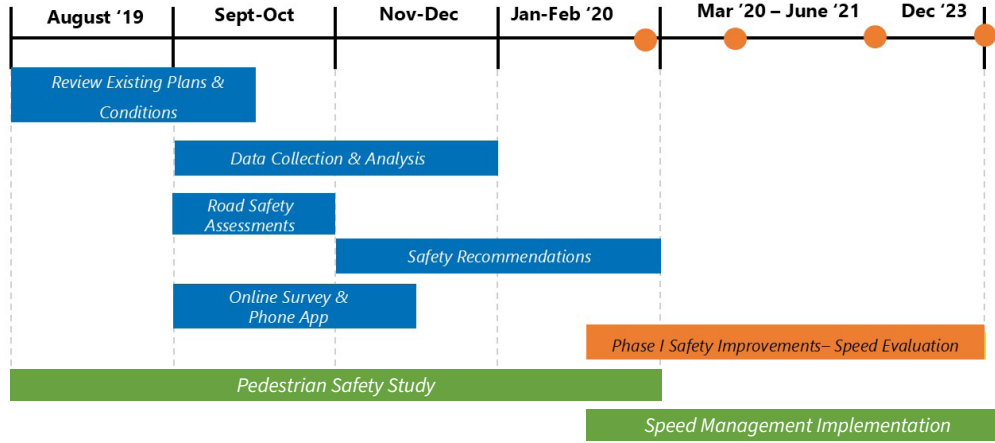 August ‘19
Sept-Oct
Nov-Dec
Jan-Feb ‘20
Mar ’20 – June ’21
Dec ‘23
Review Existing Plans &
Conditions
Data Collection & Analysis
Road Safety
Assessments
Safety Recommendations
Online Survey &
Phone App
Phase I Safety Improvements– Speed Evaluation
Pedestrian Safety Study
Speed Management Implementation